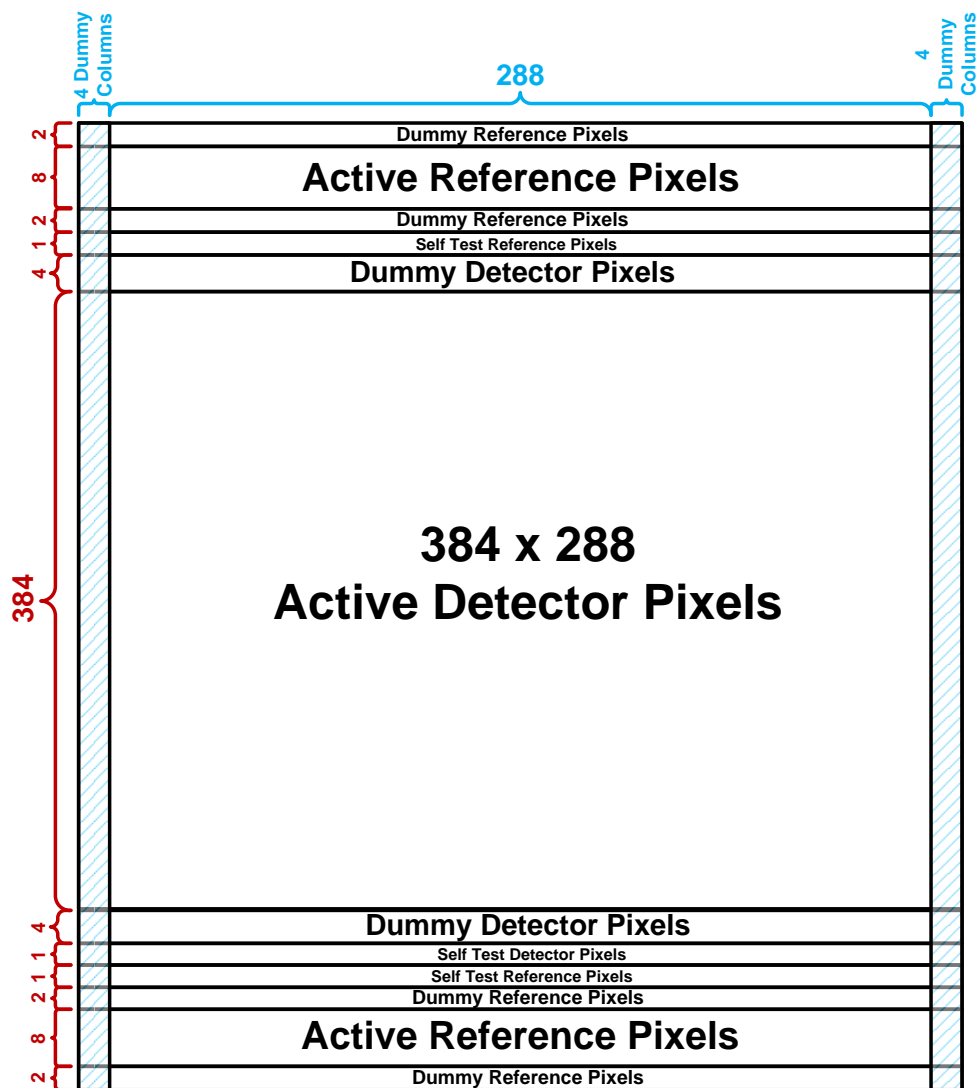 4 Dummy
Columns
288
4
Dummy
Columns
2
Dummy Reference Pixels
8
Active Reference Pixels
2
Dummy Reference Pixels
1
Self Test Reference Pixels
4
Dummy Detector Pixels
384
384 x 288
Active Detector Pixels
4
Dummy Detector Pixels
1
Self Test Detector Pixels
1
Self Test Reference Pixels
2
Dummy Reference Pixels
8
Active Reference Pixels
2
Dummy Reference Pixels